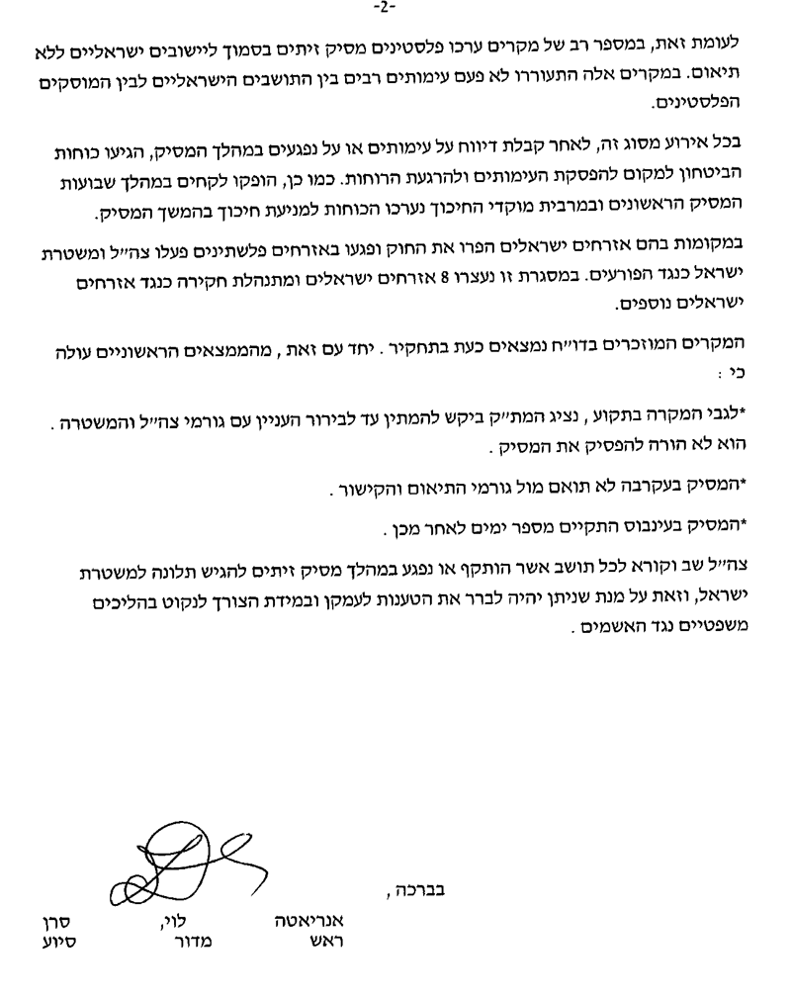 -2-
לעומת זאת, במספר רב של מקרים ערכו פלסטינים מסיק זיתים בסמוך ליישובים ישראליים ללא
תיאום. במקרים אלה התעוררו לא פעם עימותים רבים בין התושבים הישראליים לבין המוסקים
הפלסטינים.
בכל אירוע מסוג זה, לאחר קבלת דיווח על עימותים או על נפגעים במהלך המסיק, הגיעו כוחות
הביטחון למקום להפסקת העימותים ולהרגעת הרוחות. כמו כן, הופקו לקחים במהלך שבועות
המסיק הראשונים ובמרבית מוקדי החיכוך נערכו הכוחות למניעת חיכוך בהמשך המסיק.
במקומות בהם אזרחים ישראלים הפרו את החוק ופגעו באזרחים פלשתינים פעלו צה״ל ומשטרת
ישראל כנגד הפורעים. במסגרת זו נעצרו 8 אזרחים ישראלים ומתנהלת חקירה כנגד אזרחים
ישראלים נוספים.
המקרים המוזכרים בדו״ח נמצאים כעת בתחקיר . יחד עם זאת , מהממצאים הראשוניים עולה
כי :
*לגבי המקרה בתקוע , נציג המת״ק ביקש להמתין עד לבירור העניין עם גורמי צה״ל והמשטרה .
הוא לא הורה להפסיק את המסיק .
*המסיק בעקרבה לא תואם מול גורמי התיאום והקישור .
*המסיק בעינבוס התקיים מספר ימים לאחר מכן .
צה״ל שב וקורא לכל תושב אשר הותקף או נפגע במהלך מסיק זיתים להגיש תלונה למשטרת
ישראל, וזאת על מנת שניתן יהיה לברר את הטענות לעמקן ובמידת הצורך לנקוט בהליכים
משפטיים נגד האשמים .
בברכה ,
אנריאטה לוי, סרן
ראש מדור סיוע